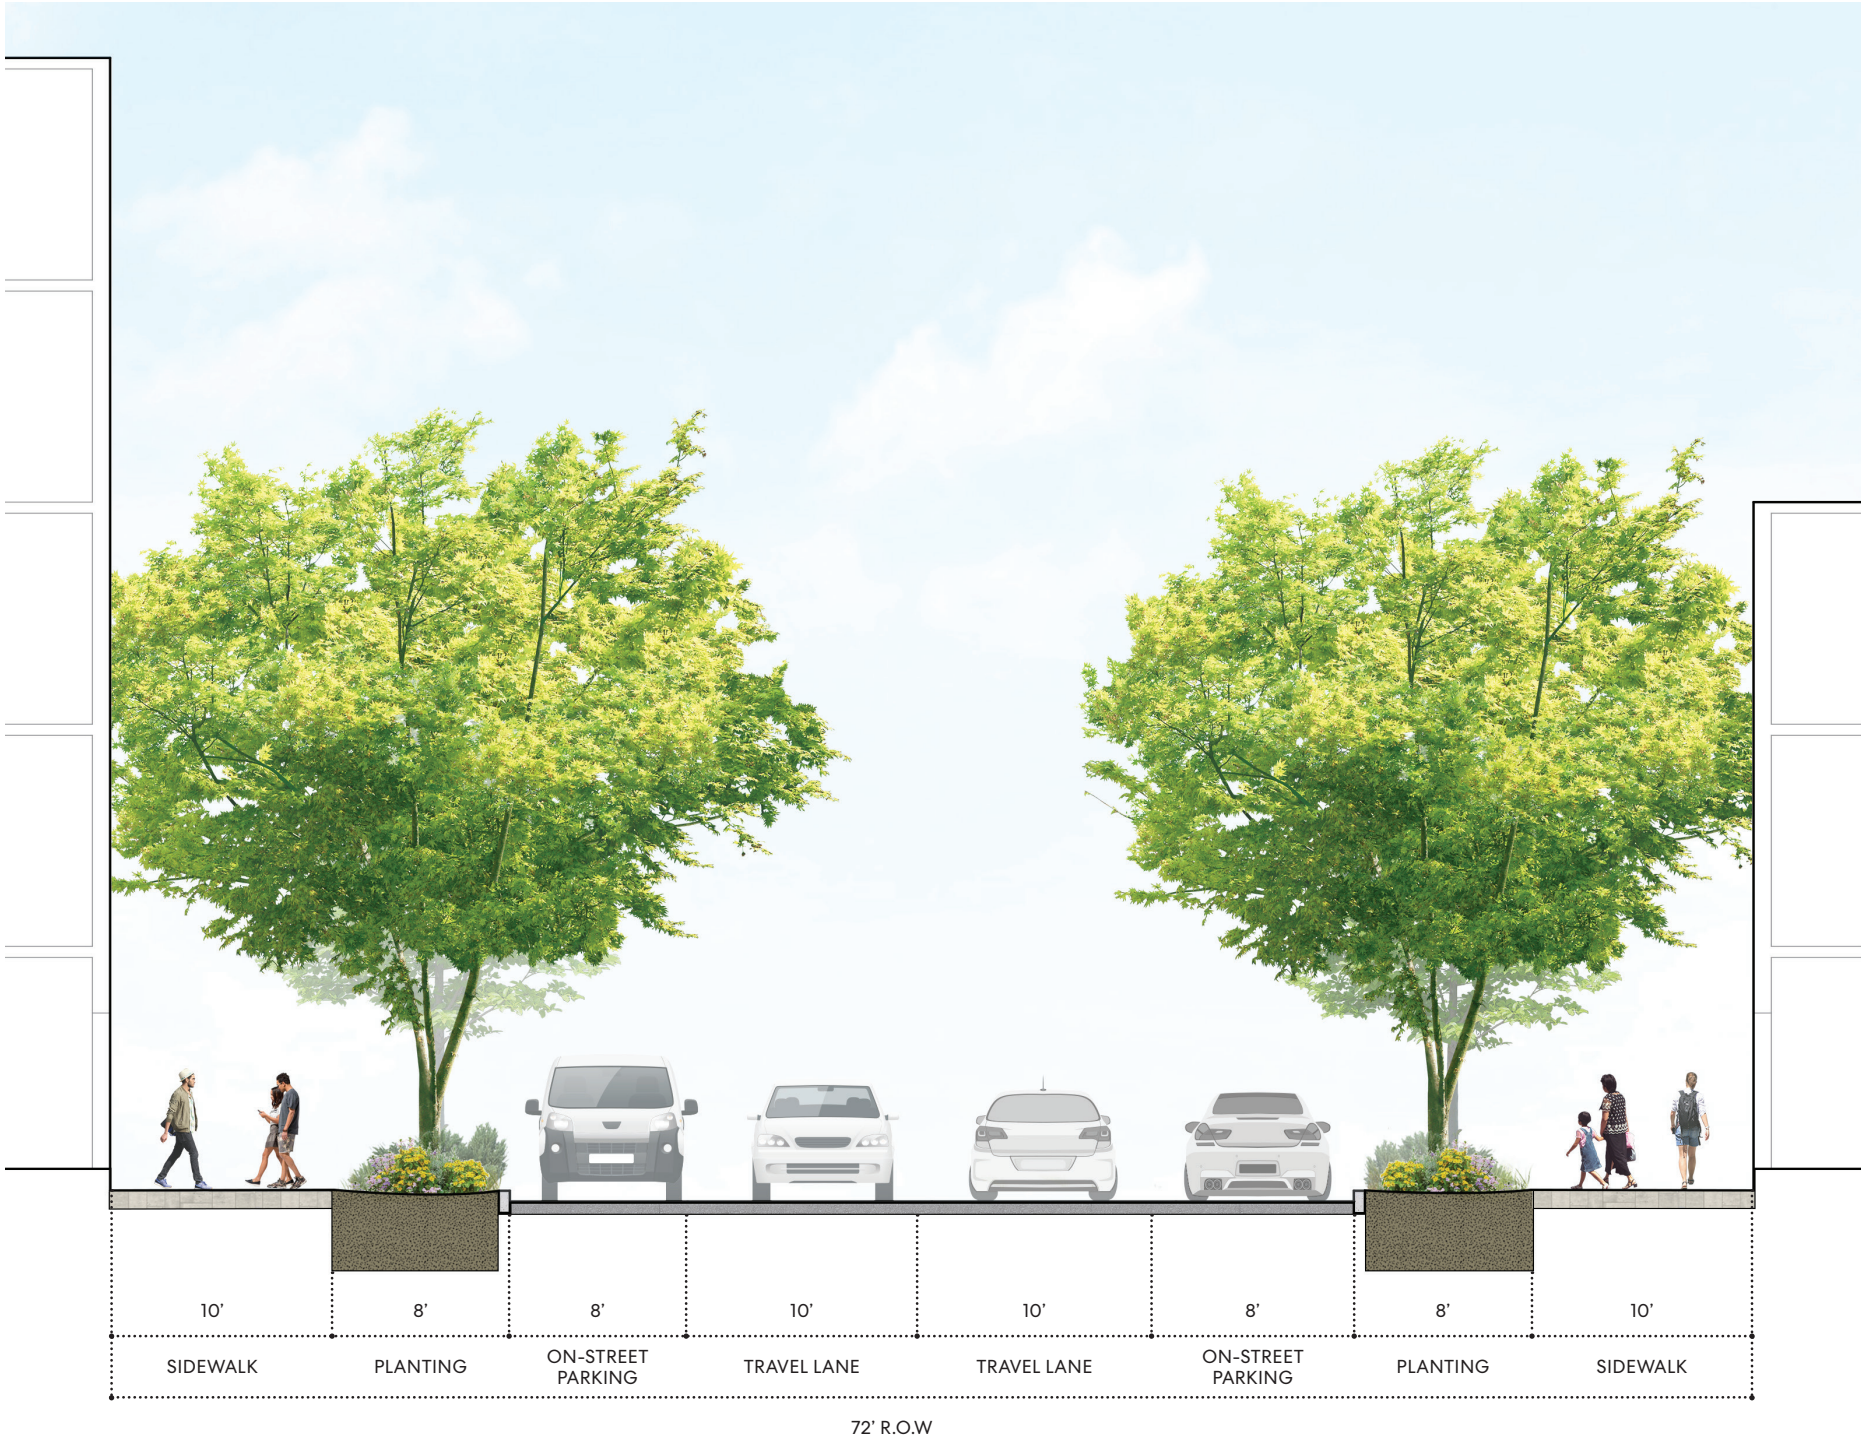 10’ 8’ 8’ 10’ 10’ 8’ 8’ 10’
SIDEWALK PLANTING ON-STREET PARKING TRAVEL LANE TRAVEL LANE ON-STREET PARKING PLANTING SIDEWALK
72’ R.O.W